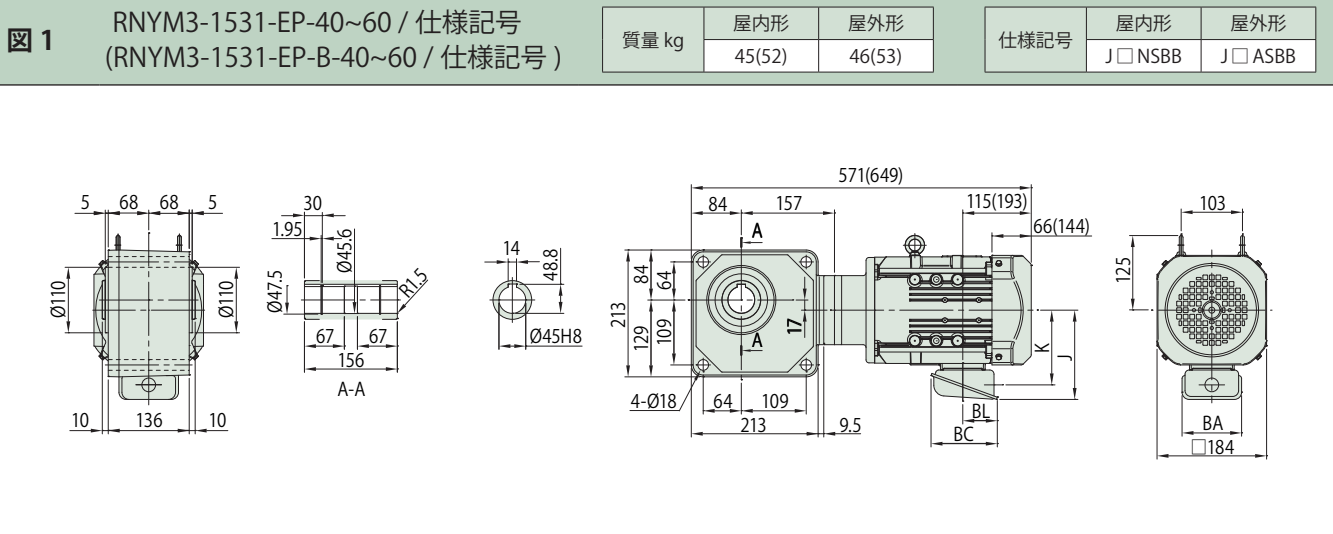 図 1
RNYM3-1531-EP-40~60 / 仕様記号
(RNYM3-1531-EP-B-40~60 / 仕様記号 )
質量 kg 屋内形 屋外形
45(52) 46(53)
仕様記号 屋内形 屋外形
J□NSBB J□ASBB
5 68 68 5
Ø110 Ø110
10 136 10
30
1.95
Ø45.6
Ø47.5
R1.5
67 67
156
A-A
14
48.8
Ø45H8
571(649)
84 157 115(193)
66(144)
A
213
84 64
129 109
17
A
K
J
4-Ø18
64 109
213 9.5
BL
BC
103
125
BA
□184